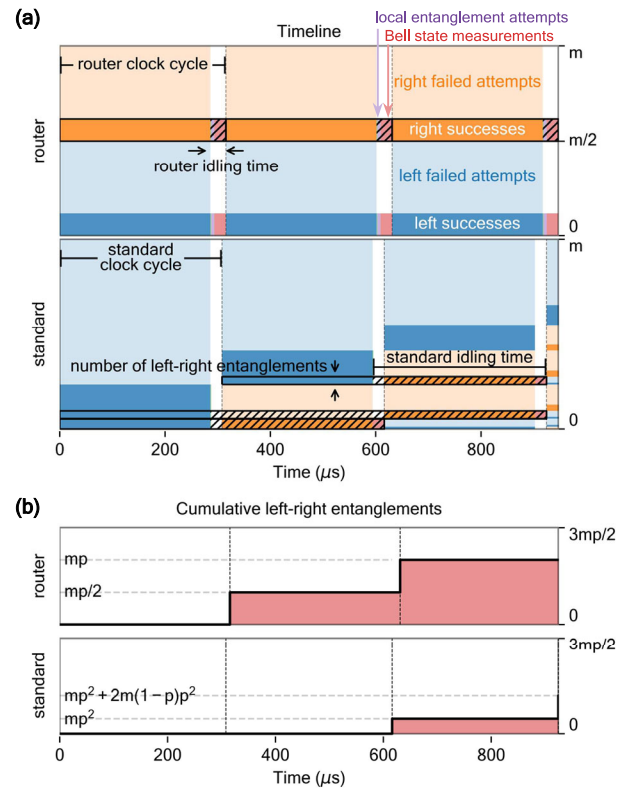 (a)
Timeline
local entanglement attempts
Bell state measurements
router clock cycle
right failed attempts
right successes
router idling time
left failed attempts
left successes
router
m
m/2
0
standard
clock cycle
number of left-right entanglements
standard idling time
standard
m
0
0 200 400 600 800
Time (μs)
(b)
Cumulative left-right entanglements
mp
mp/2
router
3mp/2
0
mp² + 2m(1 − p)p²
mp²
standard
3mp/2
0
0 200 400 600 800
Time (μs)